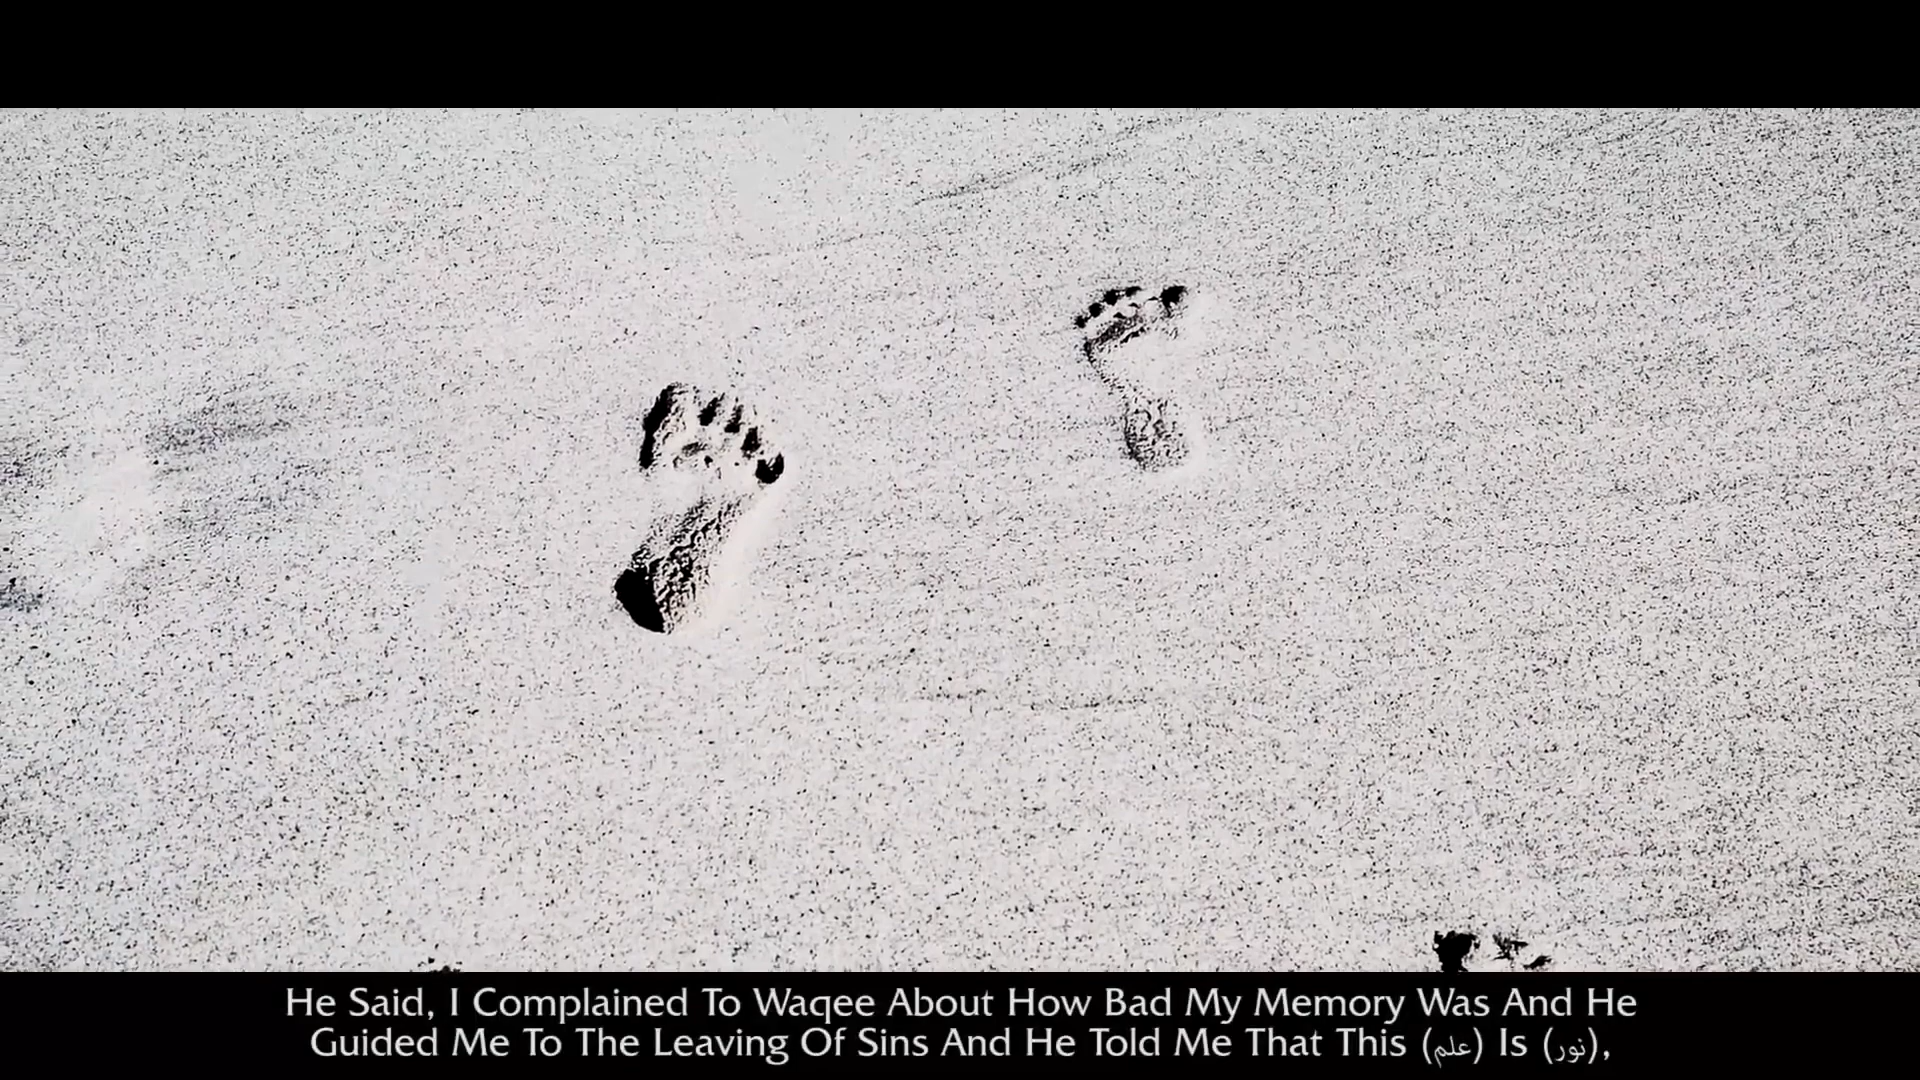 He Said, I Complained To Waqee About How Bad My Memory Was And He
Guided Me To The Leaving Of Sins And He Told Me That This (علم) Is (نور),